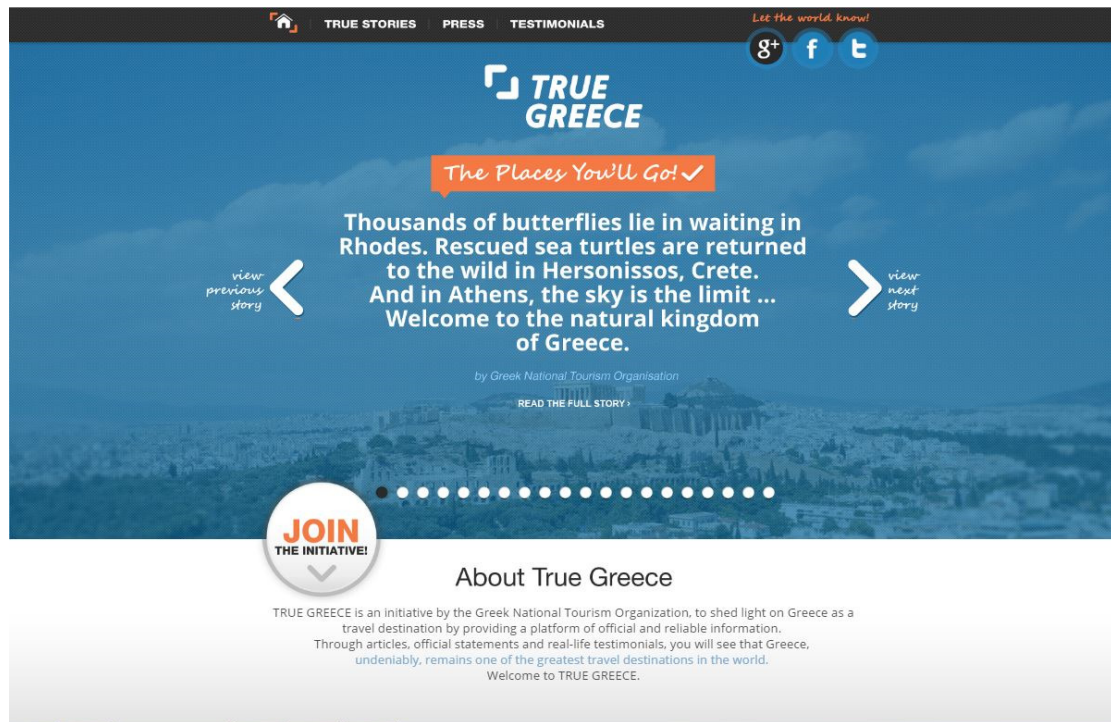 TRUE STORIES
PRESS
TESTIMONIALS
Let the world know!
g+
f
t
TRUE
GREECE
The Places You'll Go!
Thousands of butterflies lie in waiting in
Rhodes. Rescued sea turtles are returned
to the wild in Hersonissos, Crete.
And in Athens, the sky is the limit ...
Welcome to the natural kingdom
of Greece.
view
previous
story
view
next
story
by Greek National Tourism Organisation
READ THE FULL STORY ›
JOIN
THE INITIATIVE!
About True Greece
TRUE GREECE is an initiative by the Greek National Tourism Organization, to shed light on Greece as a
travel destination by providing a platform of official and reliable information.
Through articles, official statements and real-life testimonials, you will see that Greece,
undeniably, remains one of the greatest travel destinations in the world.
Welcome to TRUE GREECE.